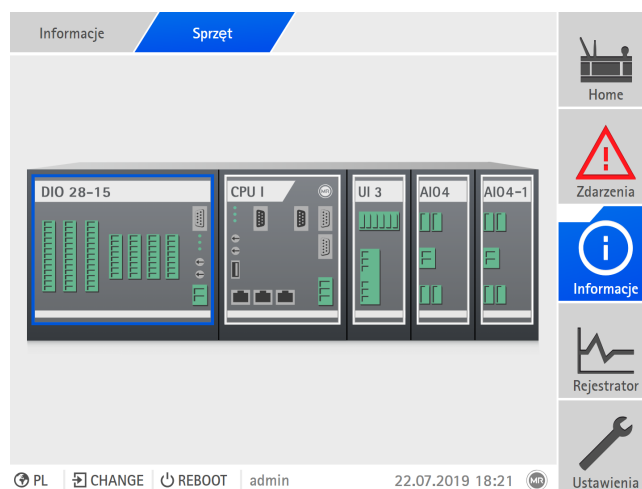 Informacje
Sprzęt
Home
Zdarzenia
Informacje
Rejestrator
Ustawienia
DIO 28-15
CPU I
MR
UI 3
AIO4
AIO4-1
PL
CHANGE
REBOOT
admin
22.07.2019 18:21
MR